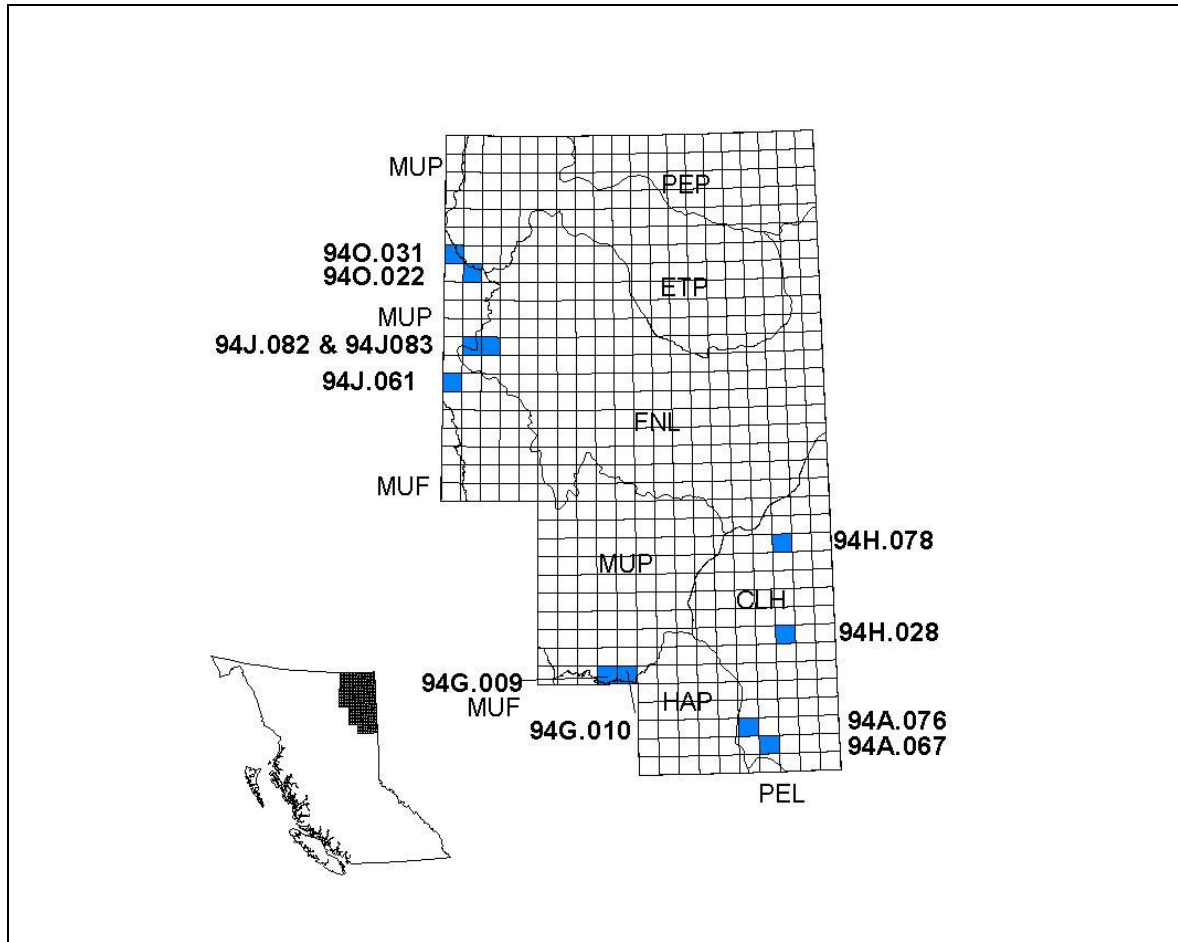 MUP
PEP
94O.031
94O.022
ETP
MUP
94J.082 & 94J083
94J.061
FNL
MUF
94H.078
MUP
CLH
94H.028
94G.009
MUF
HAP
94G.010
94A.076
94A.067
PEL